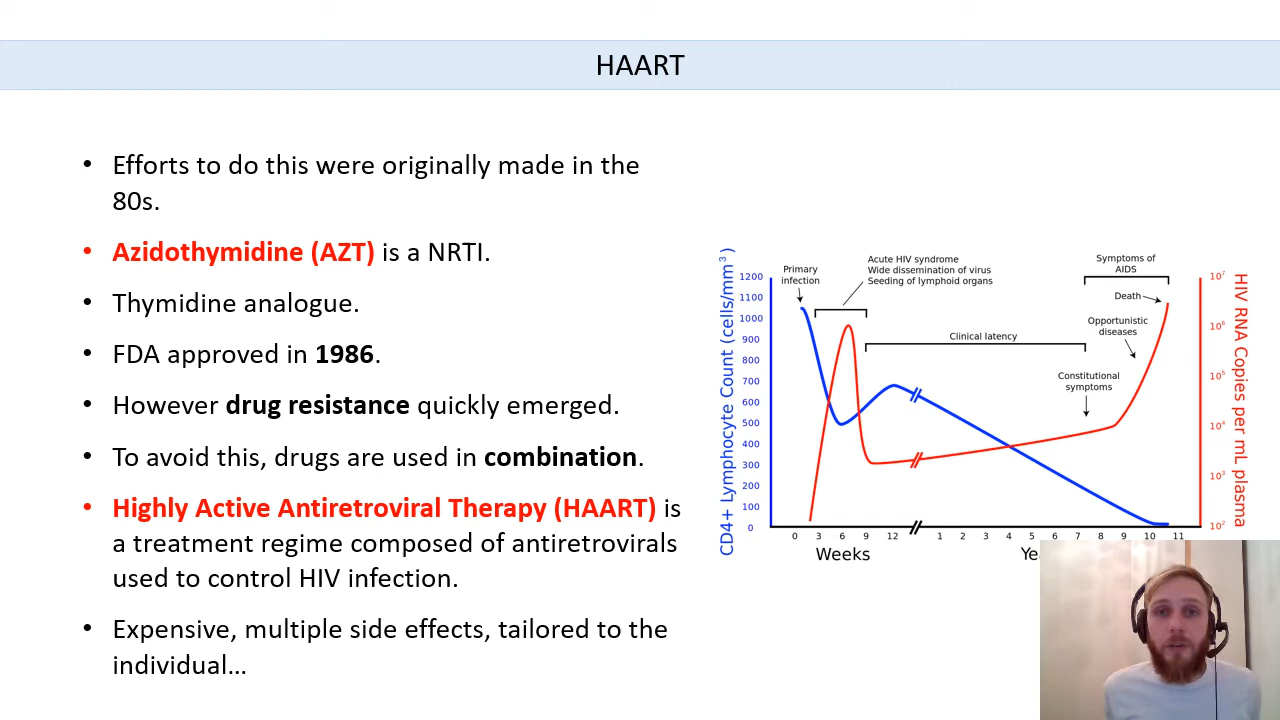 HAART
• Efforts to do this were originally made in the
80s.
• Azidothymidine (AZT) is a NRTI.
• Thymidine analogue.
• FDA approved in 1986.
• However drug resistance quickly emerged.
• To avoid this, drugs are used in combination.
• Highly Active Antiretroviral Therapy (HAART) is
a treatment regime composed of antiretrovirals
used to control HIV infection.
• Expensive, multiple side effects, tailored to the
individual…
CD4+ Lymphocyte Count (cells/mm³)
1200
1100
1000
900
800
700
600
500
400
300
200
100
0
Primary
infection
Acute HIV syndrome
Wide dissemination of virus
Seeding of lymphoid organs
Clinical latency
Symptoms of
AIDS
Death
Opportunistic
diseases
Constitutional
symptoms
10⁷
10⁶
10⁵
10⁴
10³
10²
HIV RNA Copies per mL plasma
0 3 6 9 12 1 2 3 4 5 6 7 8 9 10 11
Weeks